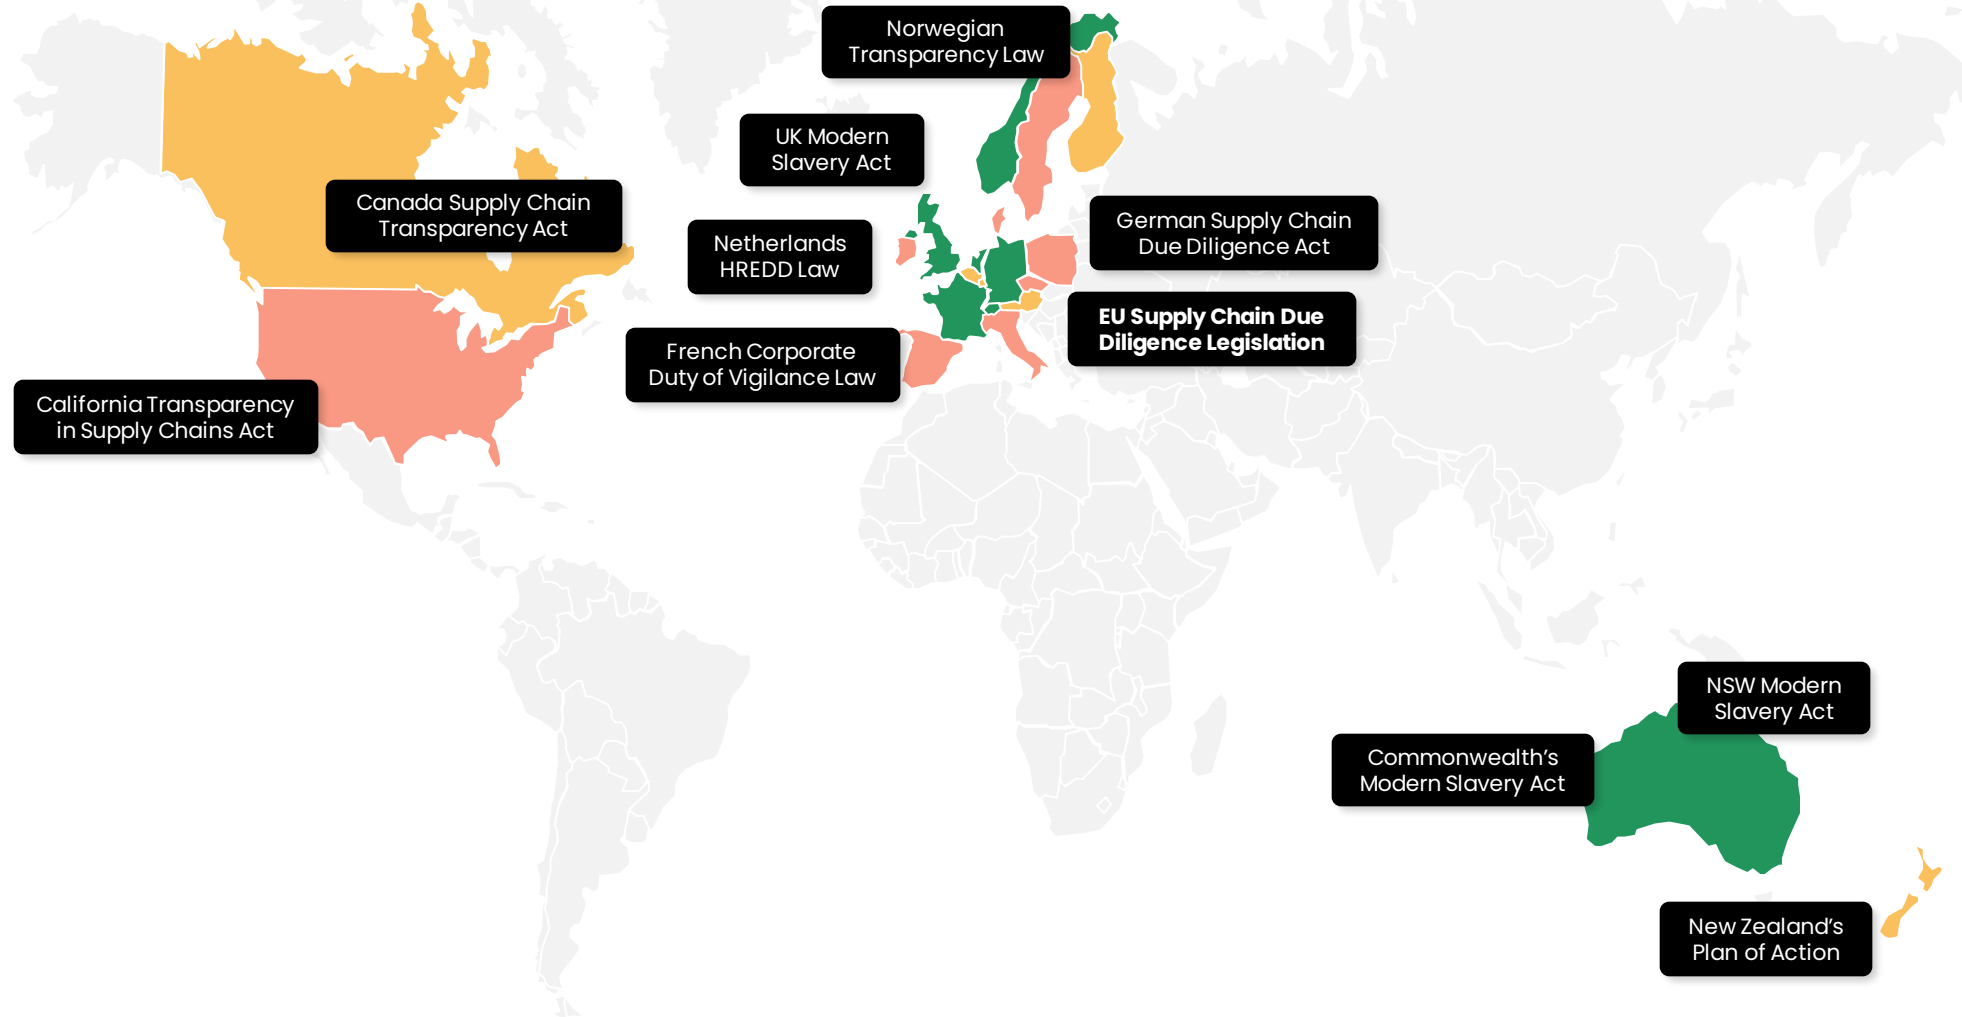 Norwegian
Transparency Law
UK Modern
Slavery Act
Canada Supply Chain
Transparency Act
German Supply Chain
Due Diligence Act
Netherlands
HREDD Law
EU Supply Chain Due
Diligence Legislation
French Corporate
Duty of Vigilance Law
California Transparency
in Supply Chains Act
NSW Modern
Slavery Act
Commonwealth’s
Modern Slavery Act
New Zealand’s
Plan of Action